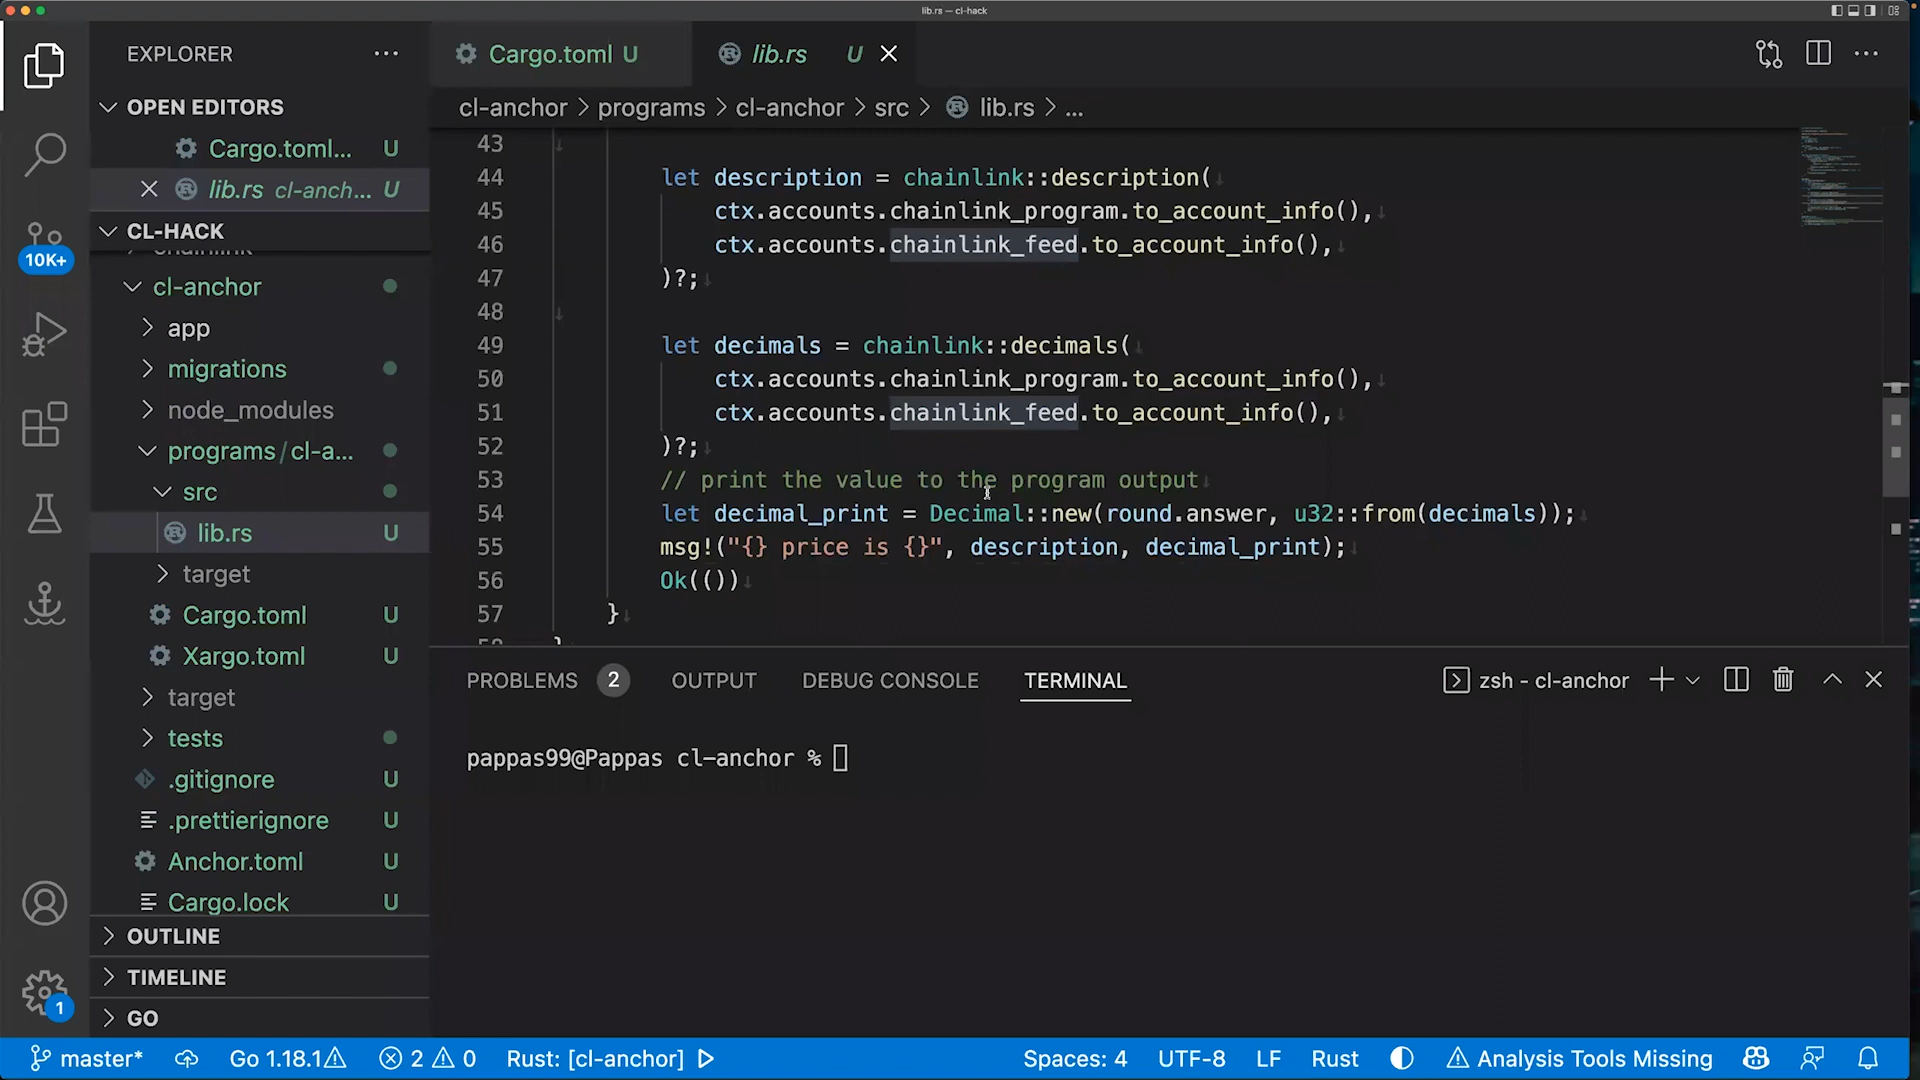 lib.rs — cl-hack
EXPLORER
Cargo.toml U
lib.rs U
OPEN EDITORS
Cargo.toml... U
lib.rs cl-anch... U
cl-anchor > programs > cl-anchor > src > lib.rs > ...
CL-HACK
cl-anchor
app
migrations
node_modules
programs/cl-a...
src
lib.rs U
target
Cargo.toml U
Xargo.toml U
target
tests
.gitignore U
.prettierignore U
Anchor.toml U
Cargo.lock U
OUTLINE
TIMELINE
GO
10K+
1
43
44 let description = chainlink::description(
45 ctx.accounts.chainlink_program.to_account_info(),
46 ctx.accounts.chainlink_feed.to_account_info(),
47 )?;
48
49 let decimals = chainlink::decimals(
50 ctx.accounts.chainlink_program.to_account_info(),
51 ctx.accounts.chainlink_feed.to_account_info(),
52 )?;
53 // print the value to the program output
54 let decimal_print = Decimal::new(round.answer, u32::from(decimals));
55 msg!("{} price is {}", description, decimal_print);
56 Ok(())
57 }
PROBLEMS 2 OUTPUT DEBUG CONSOLE TERMINAL
zsh - cl-anchor
pappas99@Pappas cl-anchor %
master* Go 1.18.1 2 0 Rust: [cl-anchor] Spaces: 4 UTF-8 LF Rust Analysis Tools Missing